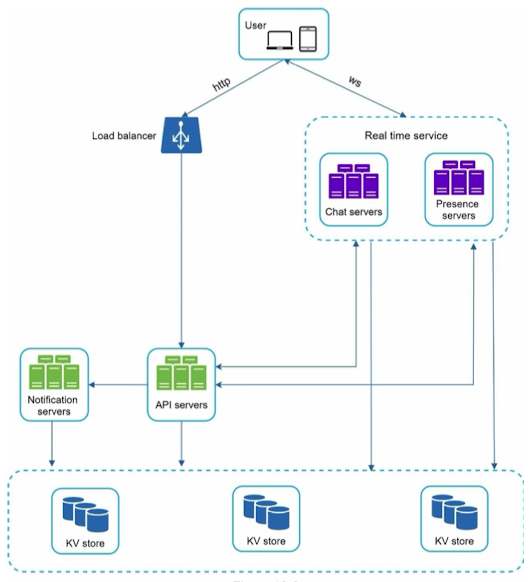 User
http
ws
Load balancer
Real time service
Chat servers
Presence
servers
Notification
servers
API servers
KV store
KV store
KV store